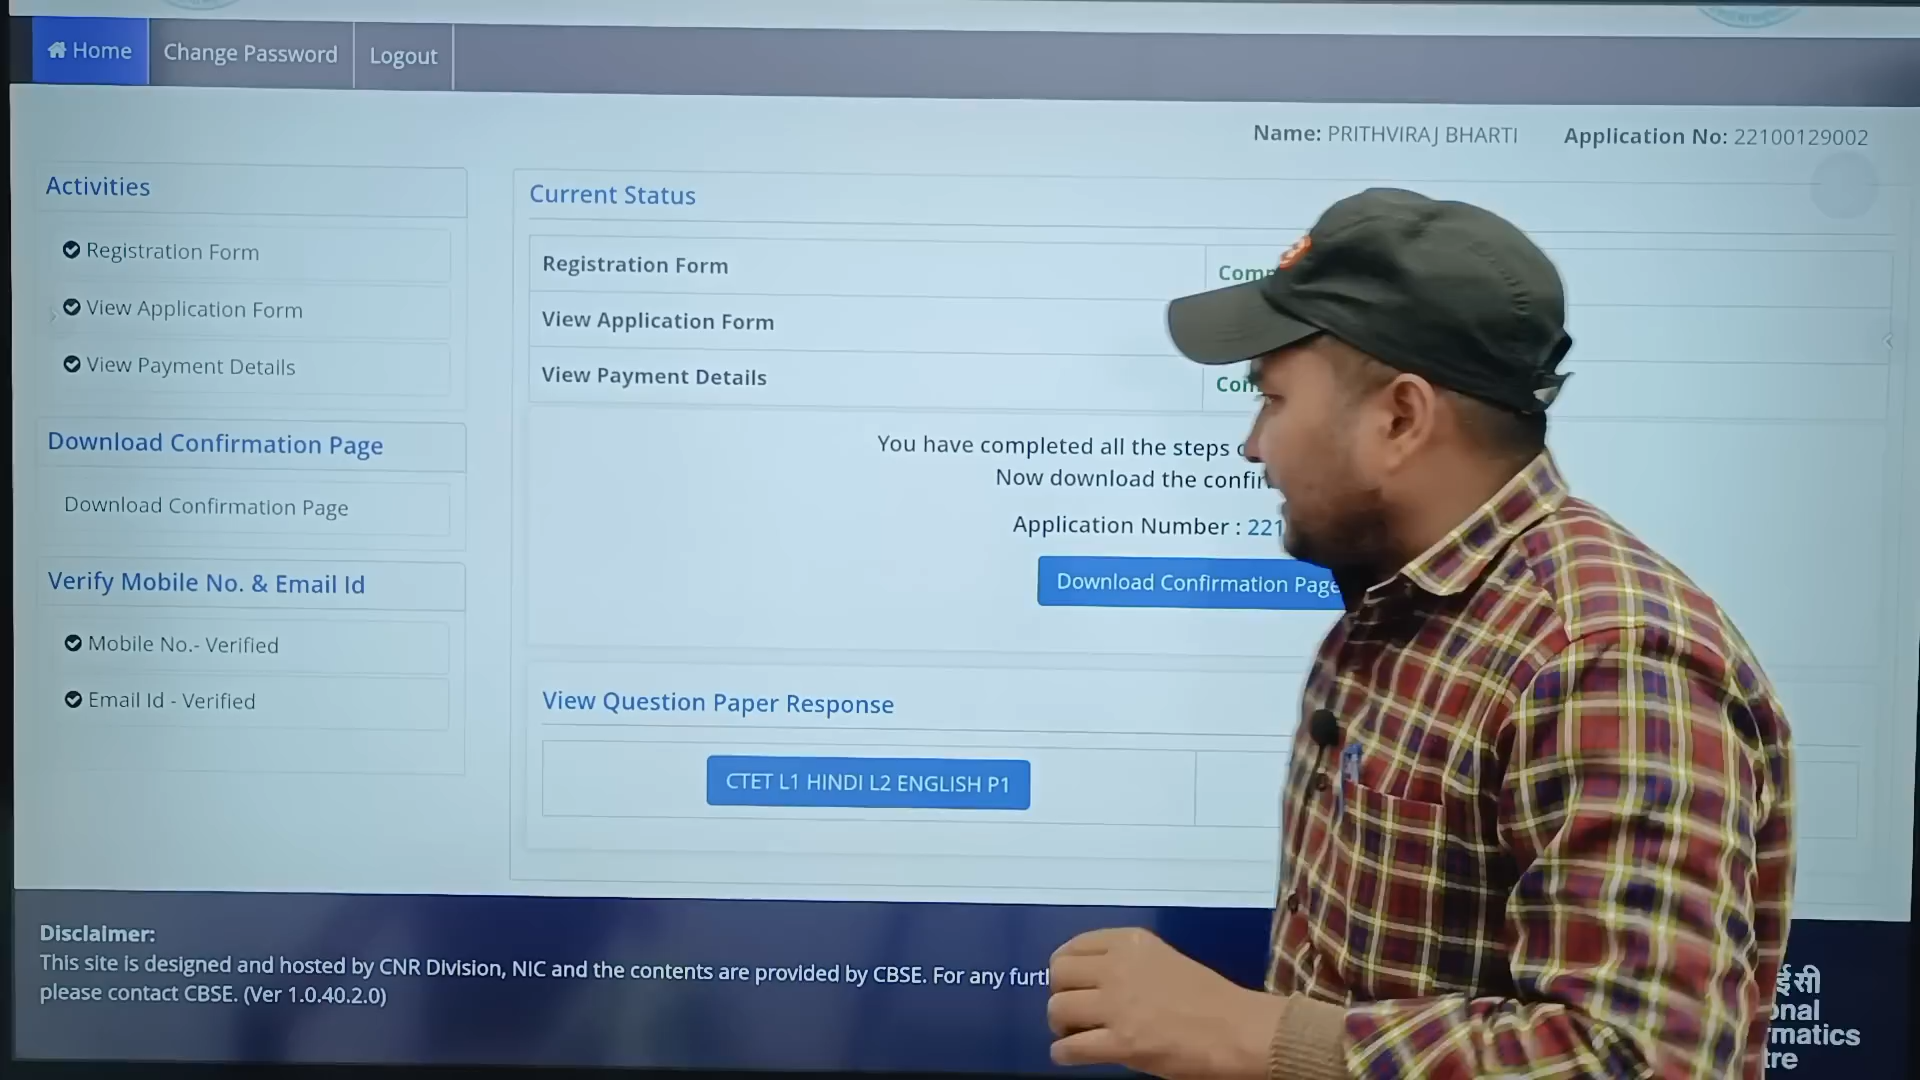 Home
Change Password
Logout
Name: PRITHVIRAJ BHARTI
Application No: 22100129002
Activities
Registration Form
View Application Form
View Payment Details
Download Confirmation Page
Download Confirmation Page
Verify Mobile No. & Email Id
Mobile No.- Verified
Email Id - Verified
Current Status
Registration Form
View Application Form
View Payment Details
You have completed all the steps
Now download the
Application Number : 221
Download Confirmation Page
View Question Paper Response
CTET L1 HINDI L2 ENGLISH P1
Disclaimer:
This site is designed and hosted by CNR Division, NIC and the contents are provided by CBSE. For any
please contact CBSE. (Ver 1.0.40.2.0)